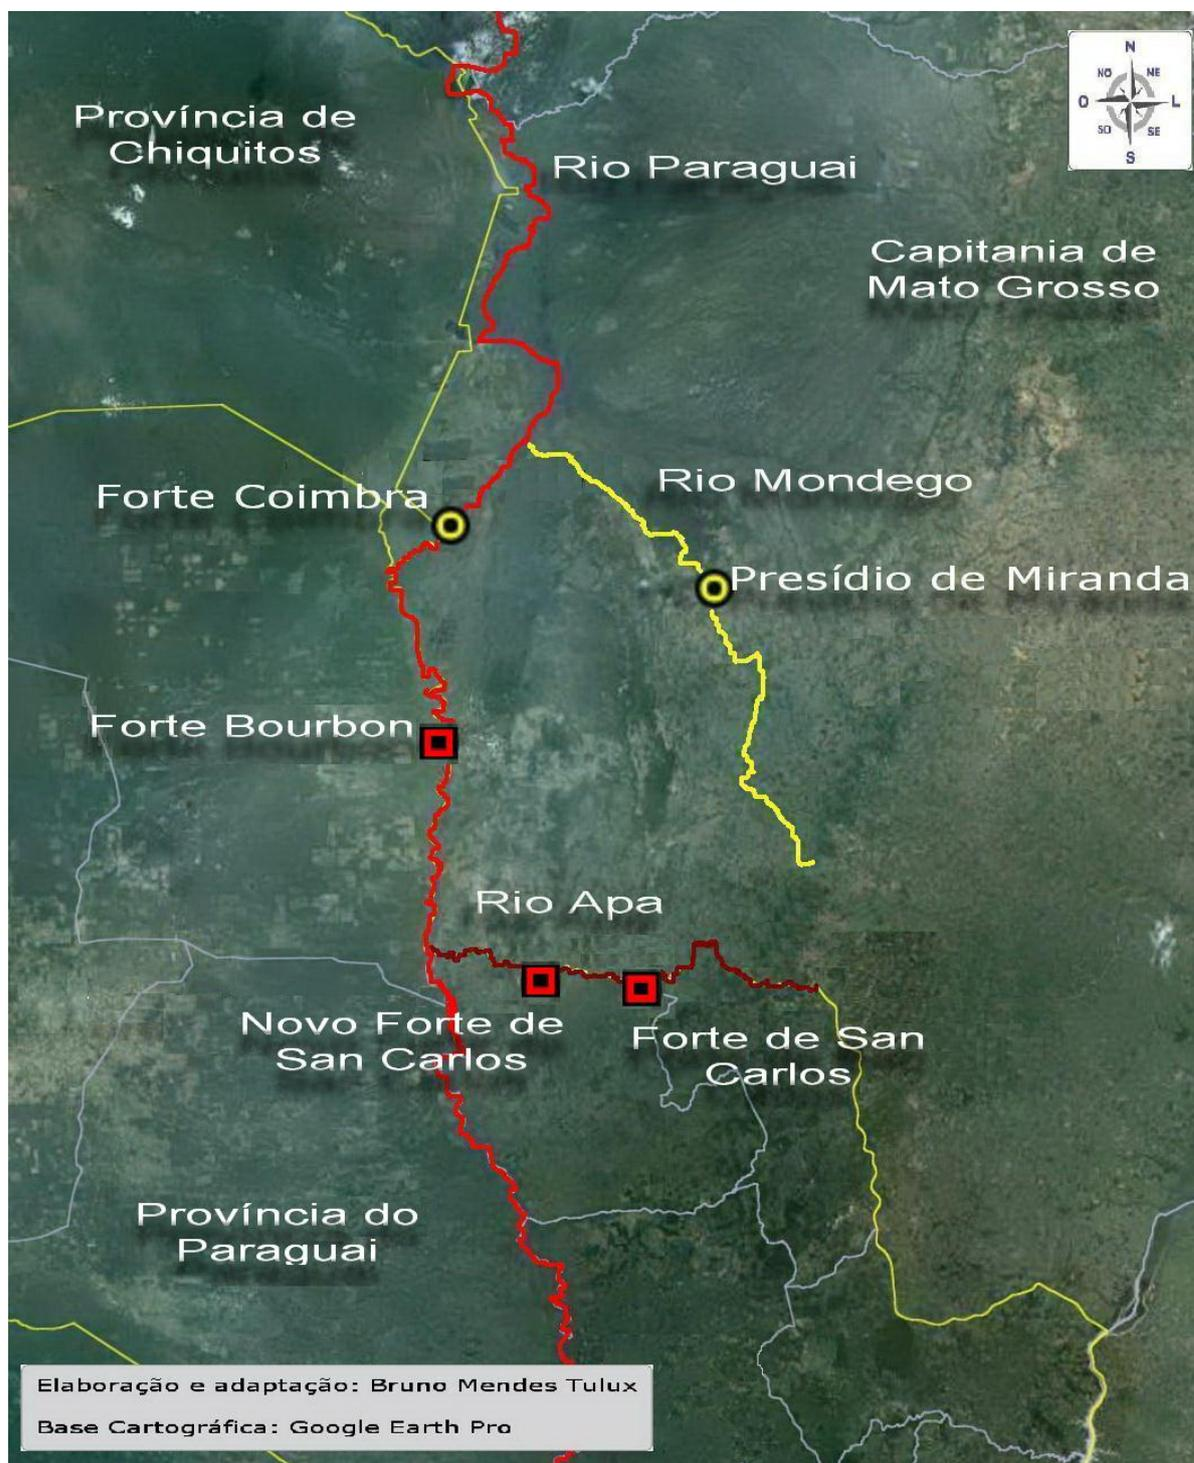 N
NO NE
O L
SO SE
S
Província de
Chiquitos
Rio Paraguai
Capitania de
Mato Grosso
Rio Mondego
Forte Coimbra
Presídio de Miranda
Forte Bourbon
Rio Apa
Novo Forte de
San Carlos
Forte de San
Carlos
Província do
Paraguai
Elaboração e adaptação: Bruno Mendes Tulux
Base Cartográfica: Google Earth Pro